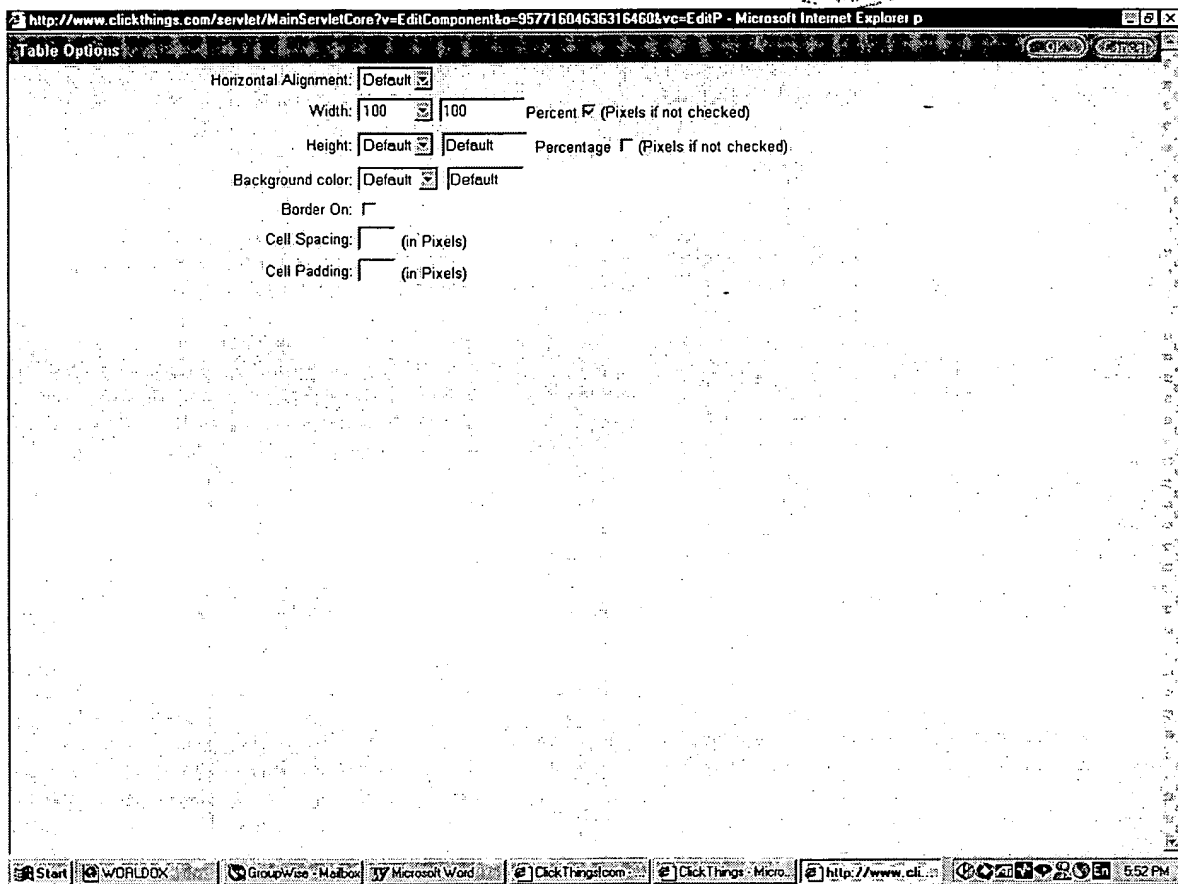 http://www.clickthings.com/servlet/MainServletCore?v=EditComponent&o=95771604636316460&vc=EditP - Microsoft Internet Explorer p
Table Options
Cancel
Horizontal Alignment: Default
Width: 100 100 Percent (Pixels if not checked)
Height: Default Default Percentage (Pixels if not checked)
Background color: Default Default
Border On:
Cell Spacing: (in Pixels)
Cell Padding: (in Pixels)
Start WORLDOX GroupWise - Mailbox Microsoft Word ClickThings|com ClickThings - Micro... http://www.cli... En 5:52 PM